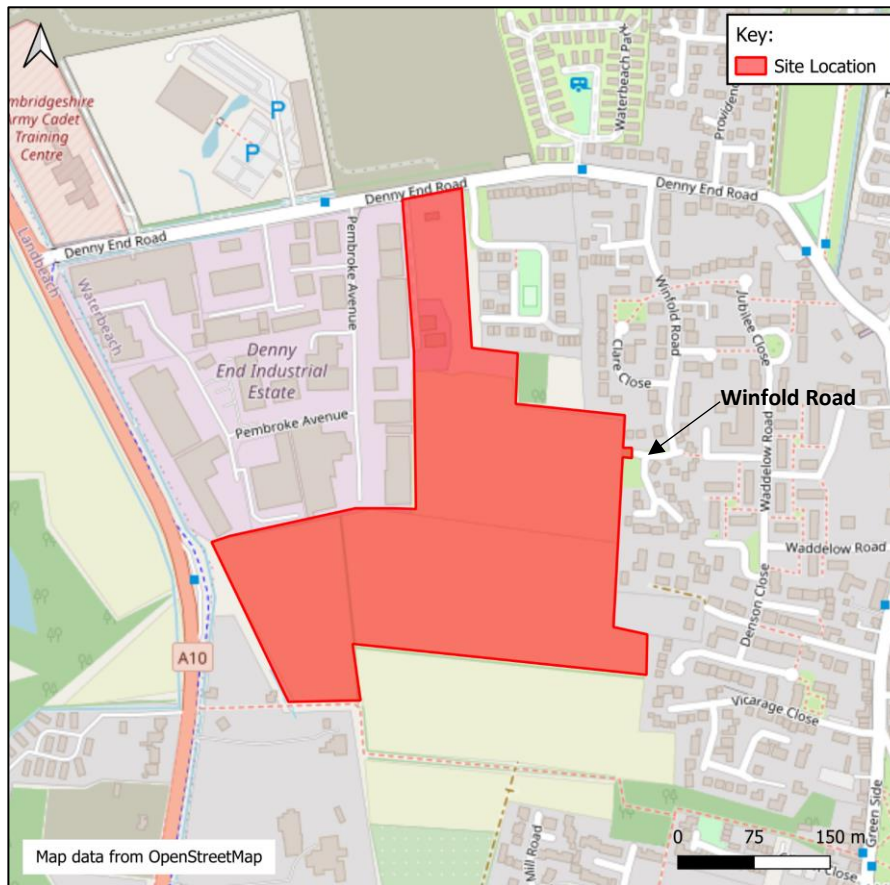 Key:
Site Location
Waterbeach Park
Providenc
mbridgeshire
Army Cadet
Training
Centre
P
P
Denny End Road
Denny End Road
Denny End Road
Landbeach
Waterbeach
Pembroke Avenue
Winfold Road
Jubilee Close
Clare Close
Denny
End Industrial
Estate
Winfold Road
Pembroke Avenue
Waddelow Road
Waddelow Road
Denson Close
A10
Vicarage Close
Green Side
Mill Road
Close
0 75 150 m
Map data from OpenStreetMap